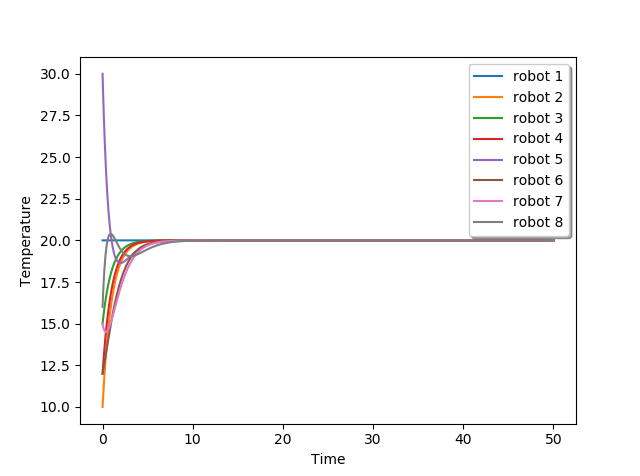 30.0
27.5
25.0
22.5
20.0
17.5
15.0
12.5
10.0
Temperature
robot 1
robot 2
robot 3
robot 4
robot 5
robot 6
robot 7
robot 8
0 10 20 30 40 50
Time